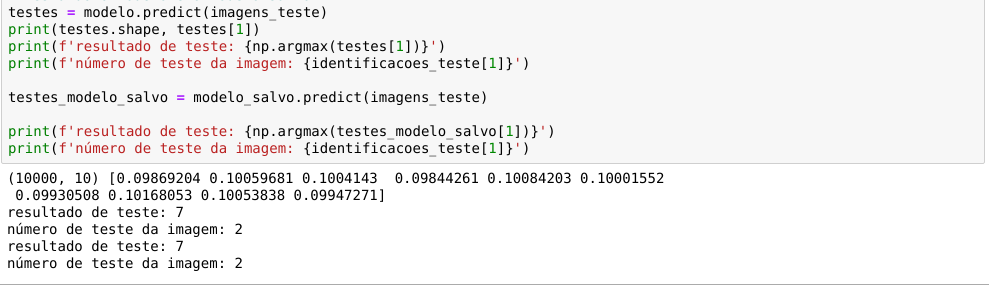 testes = modelo.predict(imagens_teste)
print(testes.shape, testes[1])
print(f'resultado de teste: {np.argmax(testes[1])}')
print(f'número de teste da imagem: {identificacoes_teste[1]}')
testes_modelo_salvo = modelo_salvo.predict(imagens_teste)
print(f'resultado de teste: {np.argmax(testes_modelo_salvo[1])}')
print(f'número de teste da imagem: {identificacoes_teste[1]}')
(10000, 10) [0.09869204 0.10059681 0.1004143  0.09844261 0.10084203 0.10001552
 0.09930508 0.10168053 0.10053838 0.09947271]
resultado de teste: 7
número de teste da imagem: 2
resultado de teste: 7
número de teste da imagem: 2